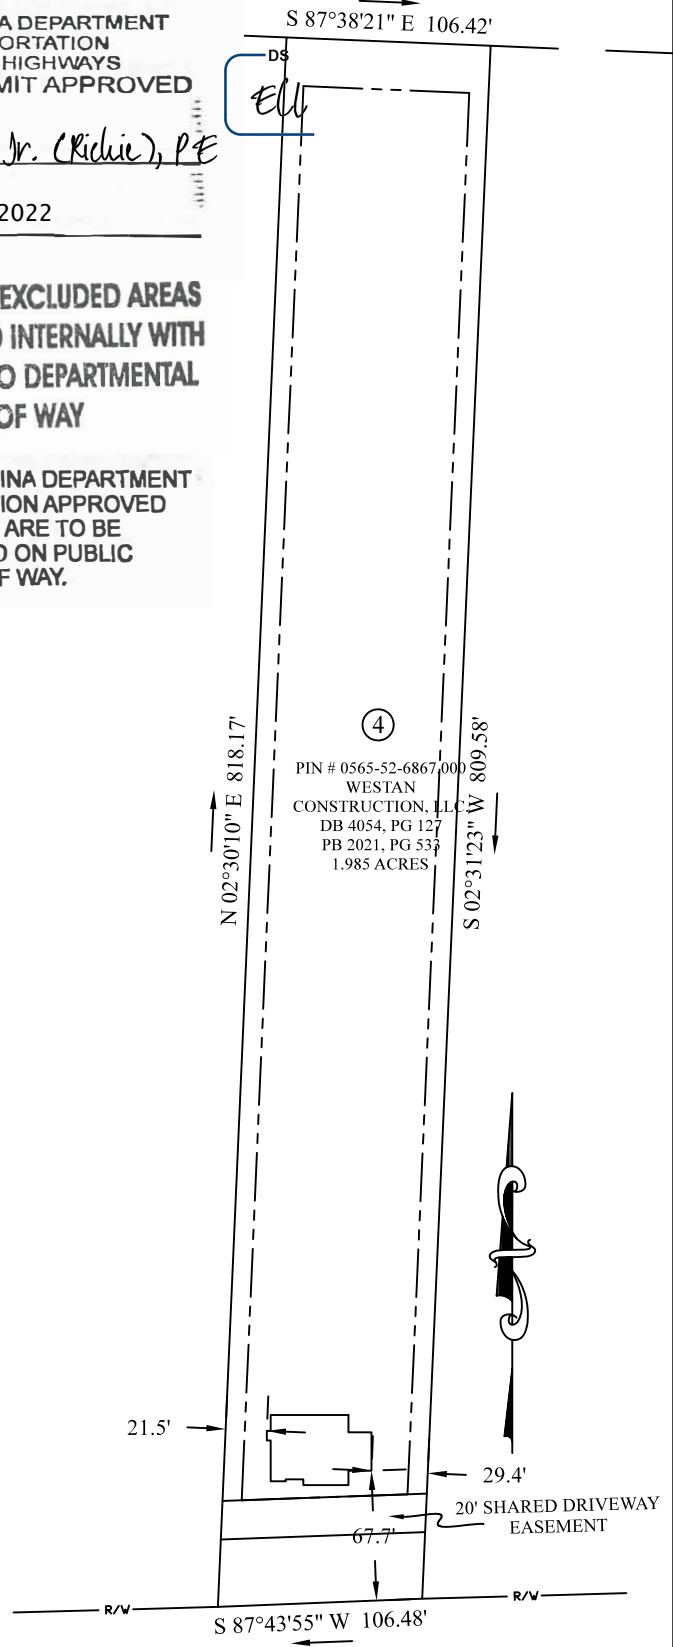 S 87°38'21" E 106.42'
A DEPARTMENT
ORTATION
HIGHWAYS
MIT APPROVED
DS
Ell
Jr. (Richie), PE
2022
EXCLUDED AREAS
INTERNALLY WITH
O DEPARTMENTAL
OF WAY
INA DEPARTMENT
ION APPROVED
ARE TO BE
ON PUBLIC
F WAY.
N 02°30'10" E 818.17'
4
PIN # 0565-52-6867.000
WESTAN
CONSTRUCTION, LLC.
DB 4054, PG 127
PB 2021, PG 533
1.985 ACRES
S 02°31'23" W 809.58'
21.5'
29.4'
20' SHARED DRIVEWAY
EASEMENT
67.7'
R/W
R/W
S 87°43'55" W 106.48'